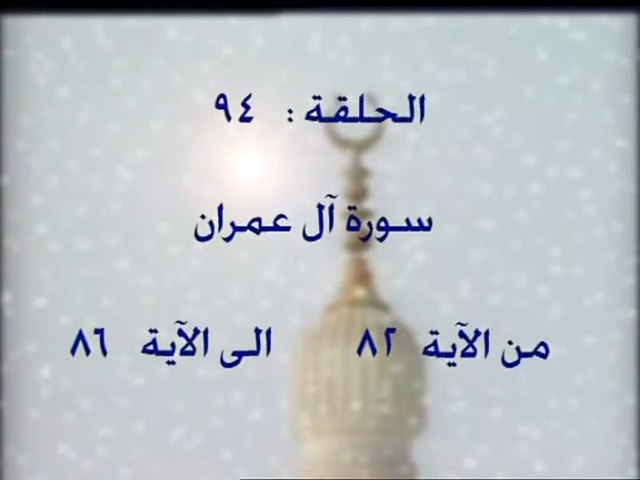 الحلقة : ٩٤
سورة آل عمران
من الآية ٨٢ الى الآية ٨٦